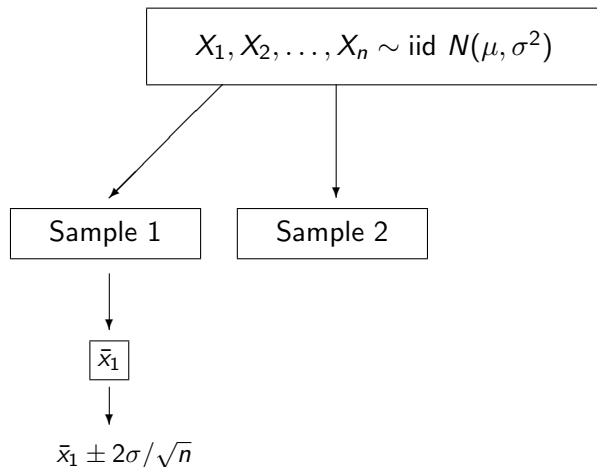 X₁, X₂, . . . , Xₙ ∼ iid N(μ, σ²)
Sample 1
Sample 2
x̄₁
x̄₁ ± 2σ/√n